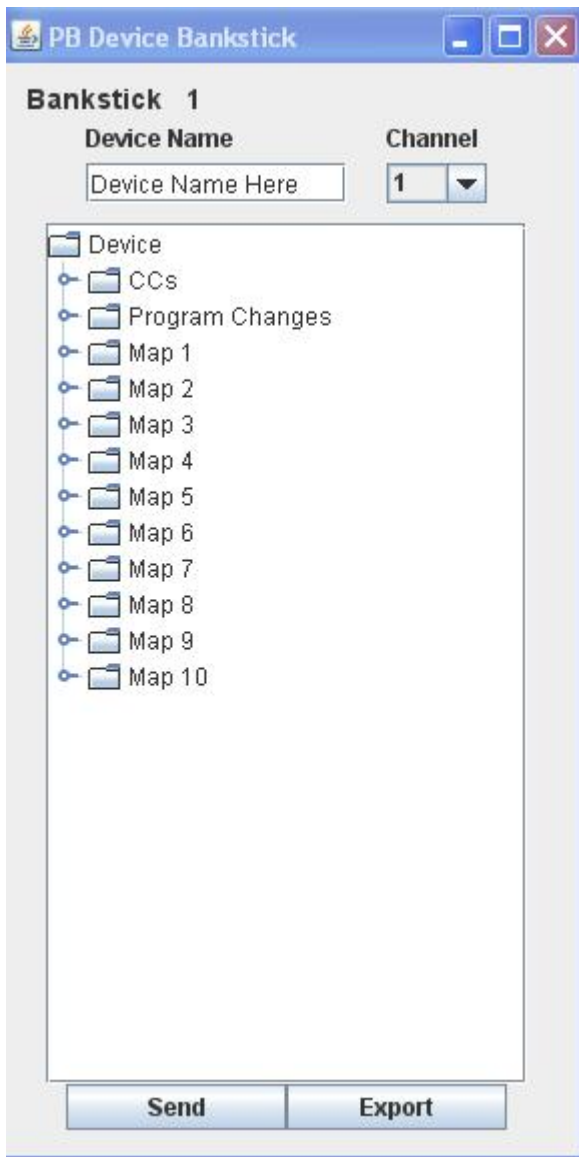 PB Device Bankstick
Bankstick 1
Device Name Channel
Device Name Here 1
Device
CCs
Program Changes
Map 1
Map 2
Map 3
Map 4
Map 5
Map 6
Map 7
Map 8
Map 9
Map 10
Send Export